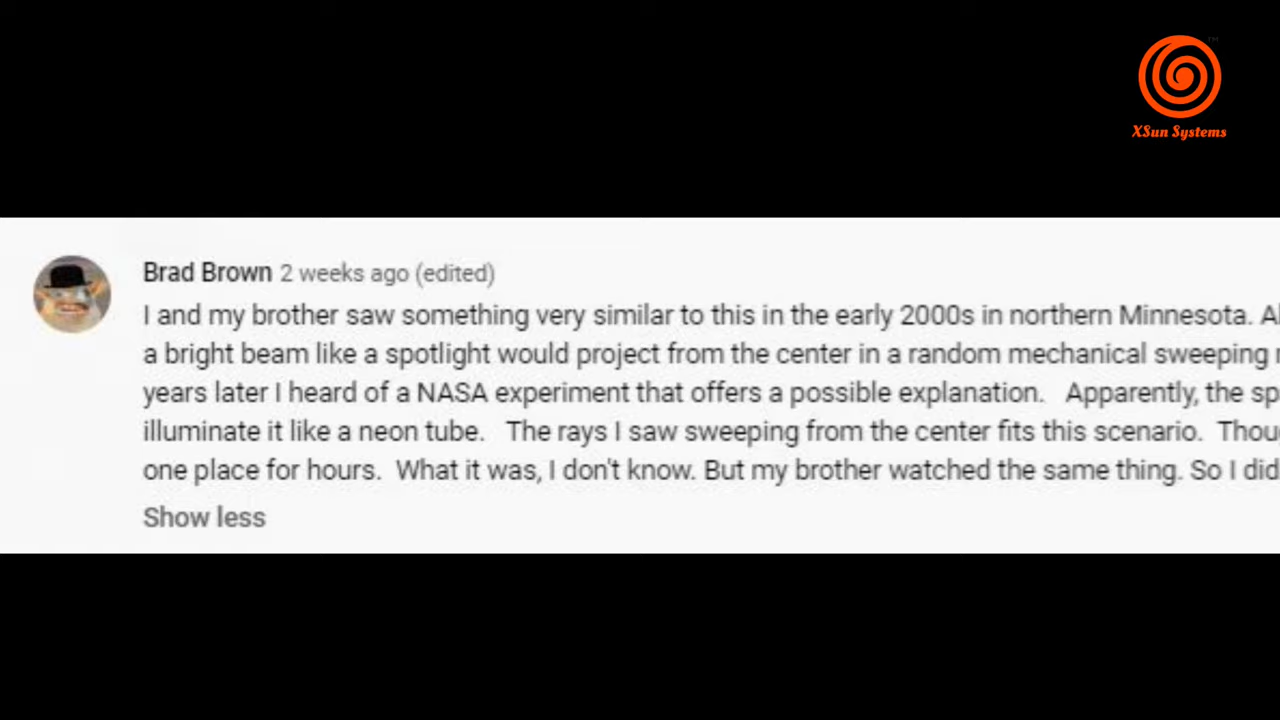 ™
XSun Systems
Brad Brown 2 weeks ago (edited)
I and my brother saw something very similar to this in the early 2000s in northern Minnesota.
a bright beam like a spotlight would project from the center in a random mechanical sweeping
years later I heard of a NASA experiment that offers a possible explanation. Apparently, the
illuminate it like a neon tube. The rays I saw sweeping from the center fits this scenario.
one place for hours. What it was, I don't know. But my brother watched the same thing. So I did
Show less